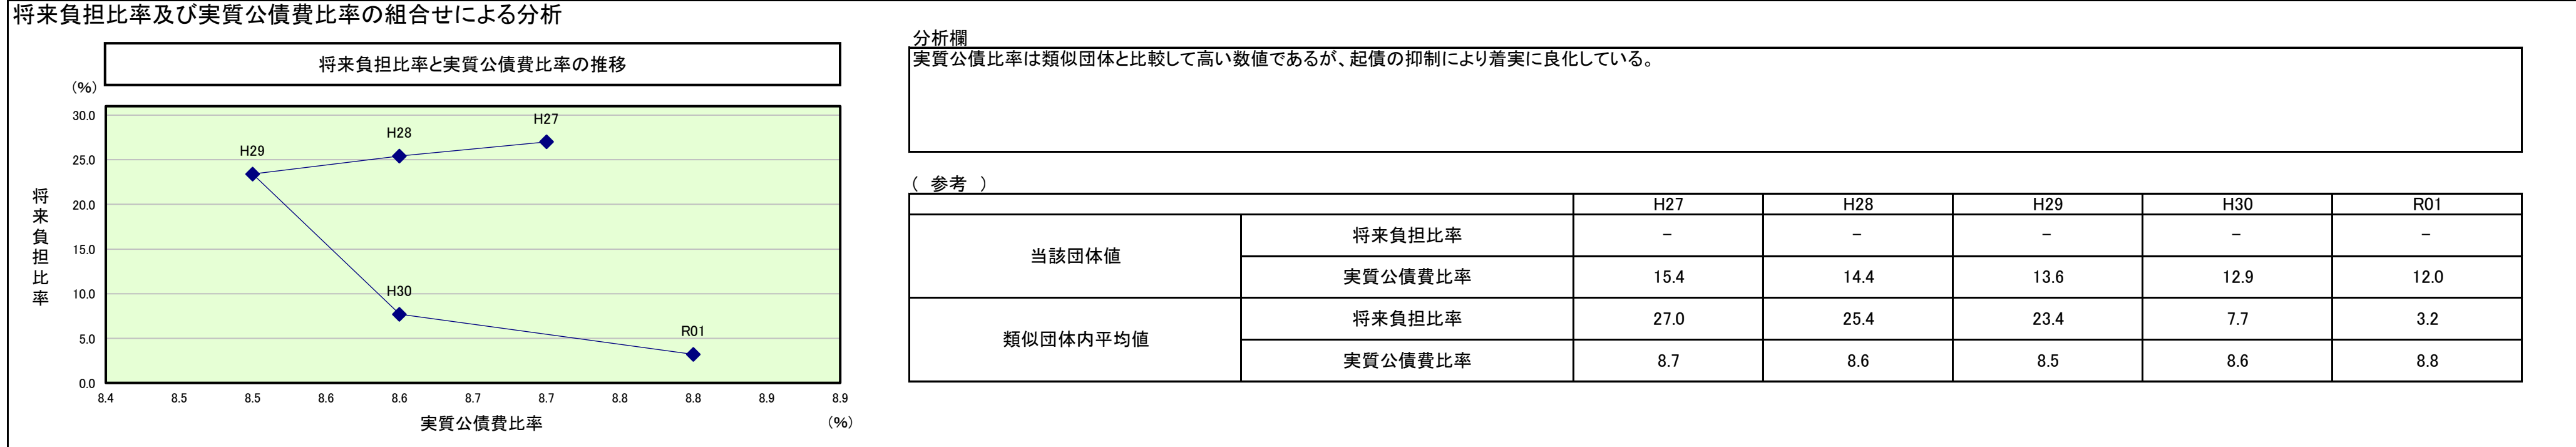 将来負担比率及び実質公債費比率の組合せによる分析
将来負担比率と実質公債費比率の推移
(%)
30.0
25.0
20.0
15.0
10.0
5.0
0.0
将来負担比率
H29
H28
H27
H30
R01
8.4 8.5 8.5 8.6 8.6 8.7 8.7 8.8 8.8 8.9 8.9
実質公債費比率
(%)
分析欄
実質公債比率は類似団体と比較して高い数値であるが、起債の抑制により着実に良化している。
( 参考 )
H27 H28 H29 H30 R01
当該団体値
将来負担比率 － － － － －
実質公債費比率 15.4 14.4 13.6 12.9 12.0
類似団体内平均値
将来負担比率 27.0 25.4 23.4 7.7 3.2
実質公債費比率 8.7 8.6 8.5 8.6 8.8